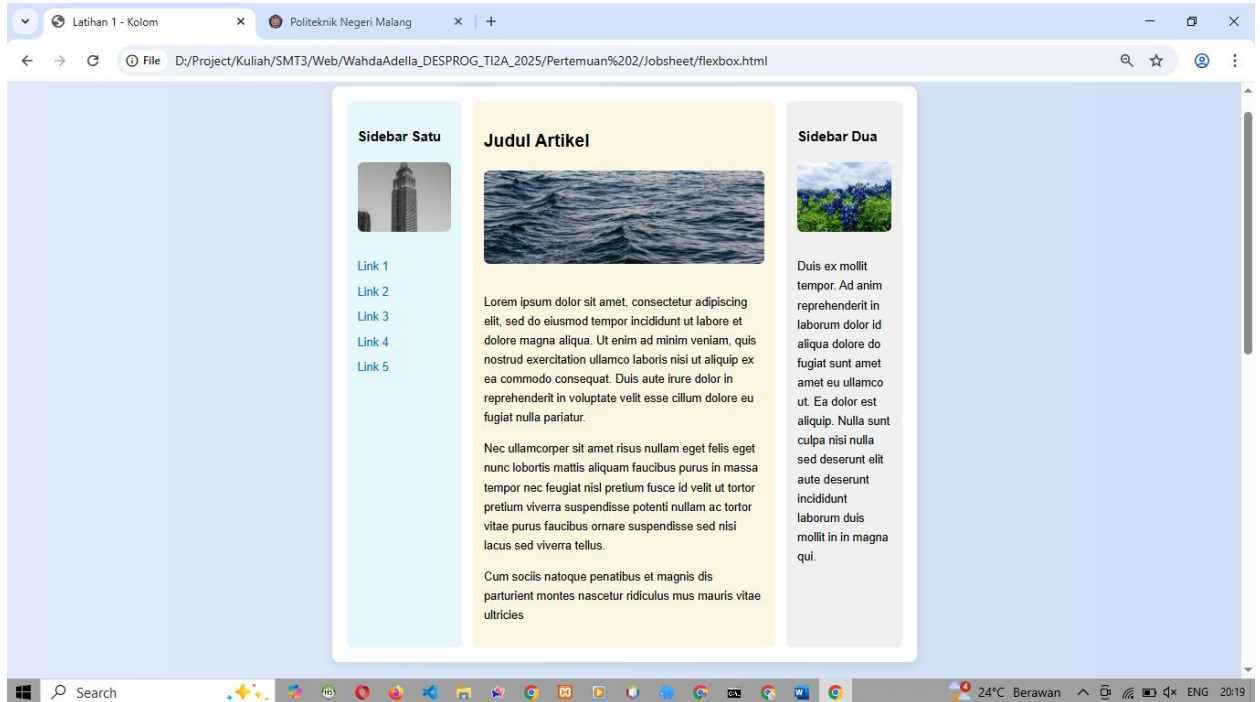 Latihan 1 - Kolom
Politeknik Negeri Malang
File
D:/Project/Kuliah/SMT3/Web/WahdaAdella_DESPROG_TI2A_2025/Pertemuan%202/Jobsheet/flexbox.html
Sidebar Satu
Link 1
Link 2
Link 3
Link 4
Link 5
Judul Artikel
Lorem ipsum dolor sit amet, consectetur adipiscing
elit, sed do eiusmod tempor incididunt ut labore et
dolore magna aliqua. Ut enim ad minim veniam, quis
nostrud exercitation ullamco laboris nisi ut aliquip ex
ea commodo consequat. Duis aute irure dolor in
reprehenderit in voluptate velit esse cillum dolore eu
fugiat nulla pariatur.
Nec ullamcorper sit amet risus nullam eget felis eget
nunc lobortis mattis aliquam faucibus purus in massa
tempor nec feugiat nisl pretium fusce id velit ut tortor
pretium viverra suspendisse potenti nullam ac tortor
vitae purus faucibus ornare suspendisse sed nisi
lacus sed viverra tellus.
Cum sociis natoque penatibus et magnis dis
parturient montes nascetur ridiculus mus mauris vitae
ultricies
Sidebar Dua
Duis ex mollit
tempor. Ad anim
reprehenderit in
laborum dolor id
aliqua dolore do
fugiat sunt amet
amet eu ullamco
ut. Ea dolor est
aliquip. Nulla sunt
culpa nisi nulla
sed deserunt elit
aute deserunt
incididunt
laborum duis
mollit in in magna
qui.
Search
24°C Berawan
ENG
20:19